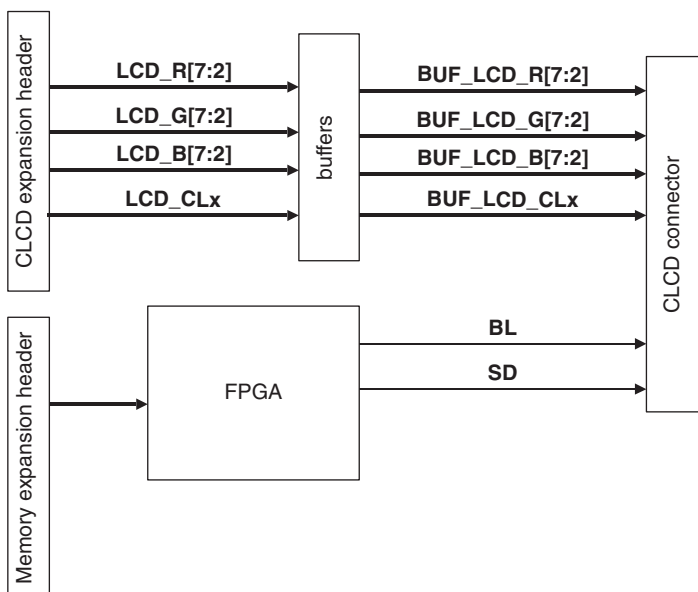 CLCD expansion header
LCD_R[7:2]
LCD_G[7:2]
LCD_B[7:2]
LCD_CLx
buffers
BUF_LCD_R[7:2]
BUF_LCD_G[7:2]
BUF_LCD_B[7:2]
BUF_LCD_CLx
CLCD connector
Memory expansion header
FPGA
BL
SD